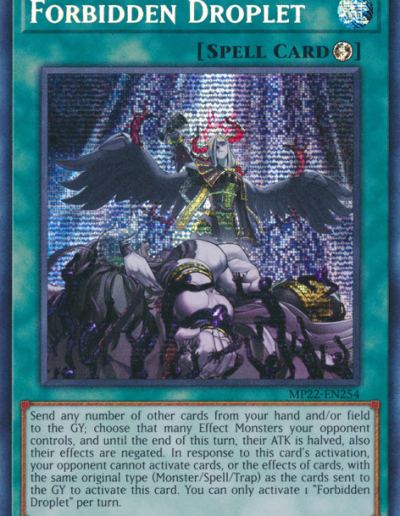 Forbidden Droplet
[Spell Card]
MP22-EN254
Send any number of other cards from your hand and/or field
to the GY; choose that many Effect Monsters your opponent
controls, and until the end of this turn, their ATK is halved, also
their effects are negated. In response to this card's activation,
your opponent cannot activate cards, or the effects of cards, with
the same original type (Monster/Spell/Trap) as the cards sent
to the GY to activate this card. You can only activate 1 "Forbidden
Droplet" per turn.